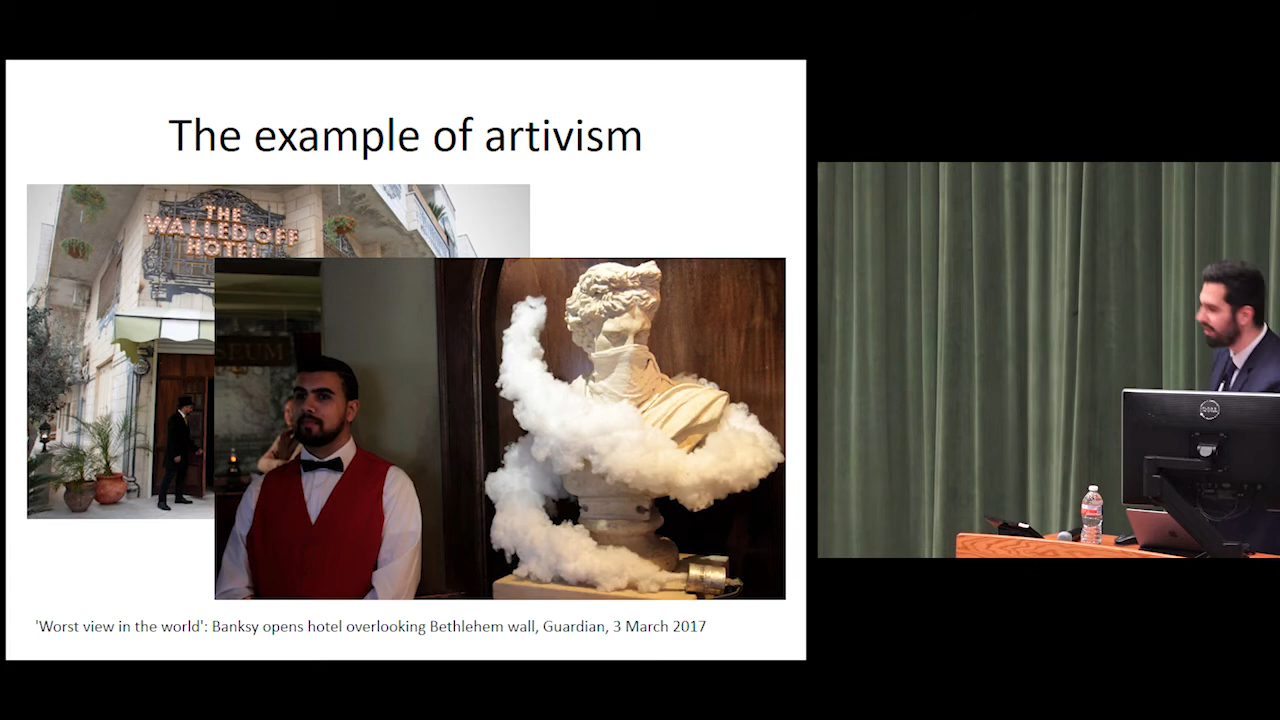 The example of artivism
THE
WALLED OFF
HOTEL
SEUM
'Worst view in the world': Banksy opens hotel overlooking Bethlehem wall, Guardian, 3 March 2017